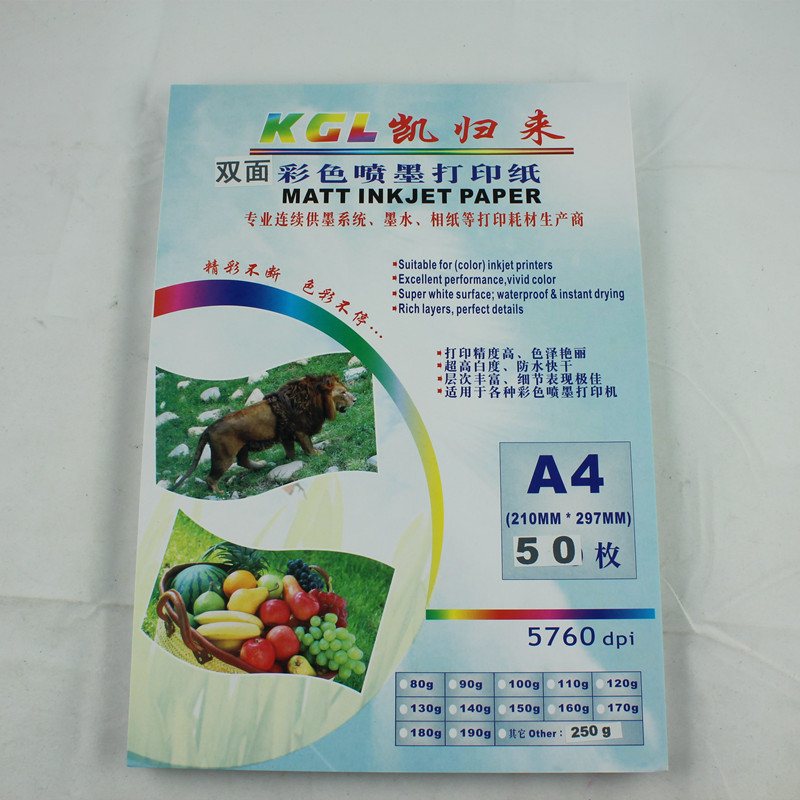 KGL凯归来
双面 彩色喷墨打印纸
MATT INKJET PAPER
专业连续供墨系统、墨水、相纸等打印耗材生产商
精彩不断 色彩不停...
Suitable for (color) inkjet printers
Excellent performance,vivid color
Super white surface; waterproof & instant drying
Rich layers, perfect details
打印精度高、色泽艳丽
超高白度、防水快干
层次丰富、细节表现极佳
适用于各种彩色喷墨打印机
A4
(210MM * 297MM)
50 枚
5760 dpi
80g 90g 100g 110g 120g
130g 140g 150g 160g 170g
180g 190g 其它 Other: 250 g